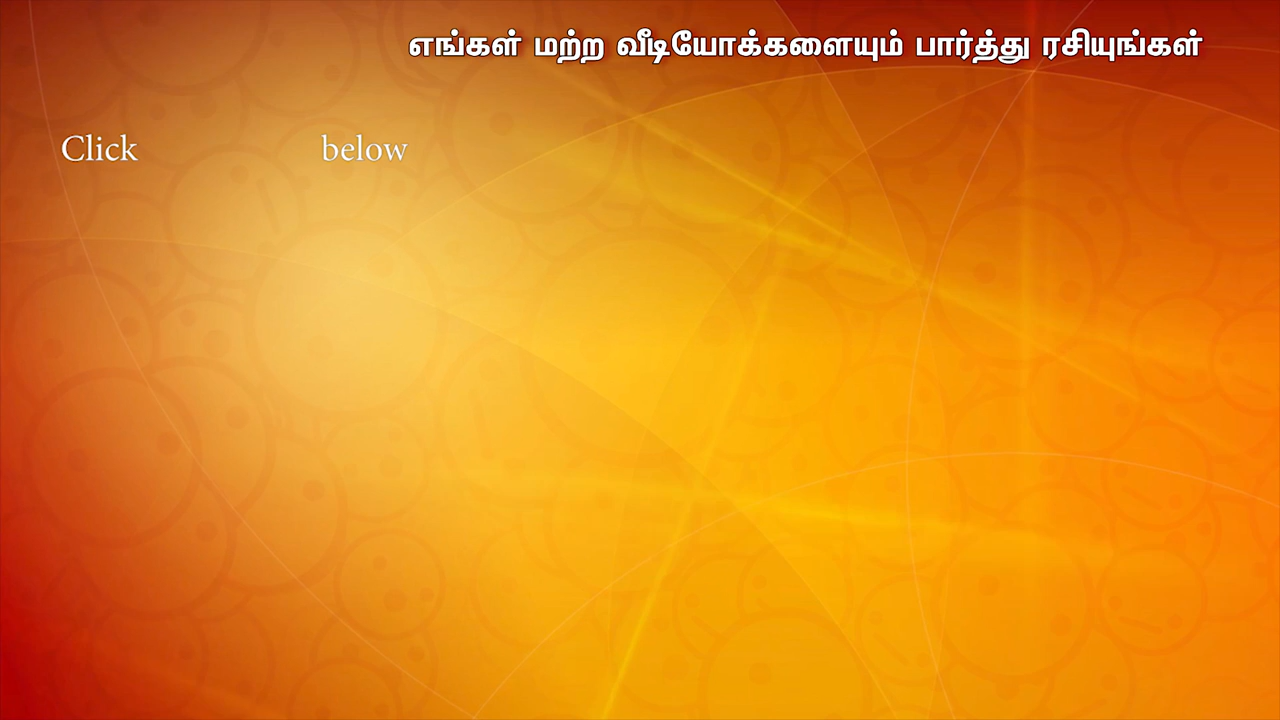 எங்கள் மற்ற வீடியோக்களையும் பார்த்து ரசியுங்கள்
Click below